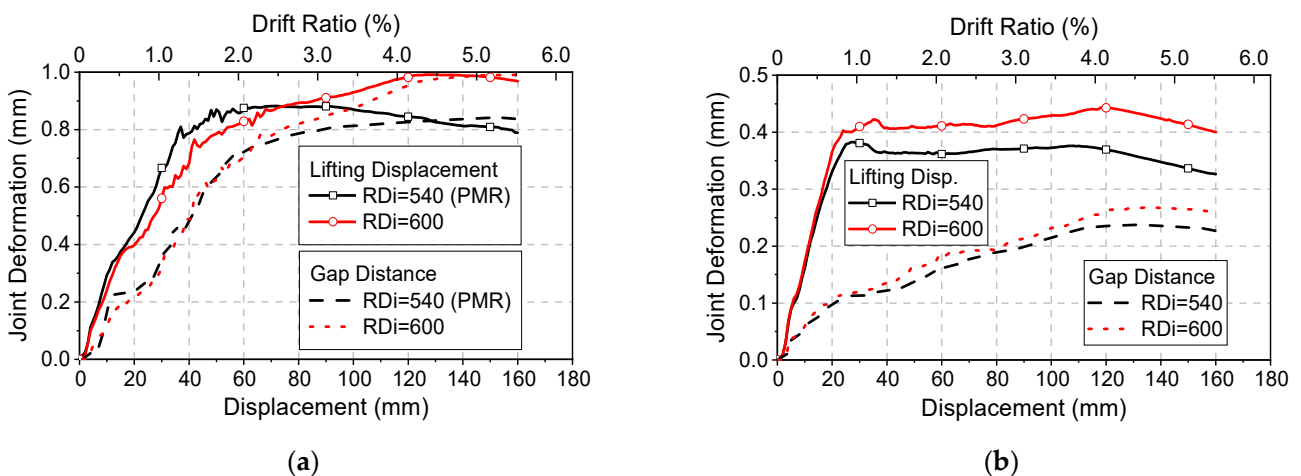 Drift Ratio (%)
0 1.0 2.0 3.0 4.0 5.0 6.0
1.0
0.8
0.6
0.4
0.2
0.0
Joint Deformation (mm)
Lifting Displacement
RDi=540 (PMR)
RDi=600
Gap Distance
RDi=540 (PMR)
RDi=600
0 20 40 60 80 100 120 140 160 180
Displacement (mm)
(a)
Drift Ratio (%)
0 1.0 2.0 3.0 4.0 5.0 6.0
0.5
0.4
0.3
0.2
0.1
0.0
Joint Deformation (mm)
Lifting Disp.
RDi=540
RDi=600
Gap Distance
RDi=540
RDi=600
0 20 40 60 80 100 120 140 160 180
Displacement (mm)
(b)